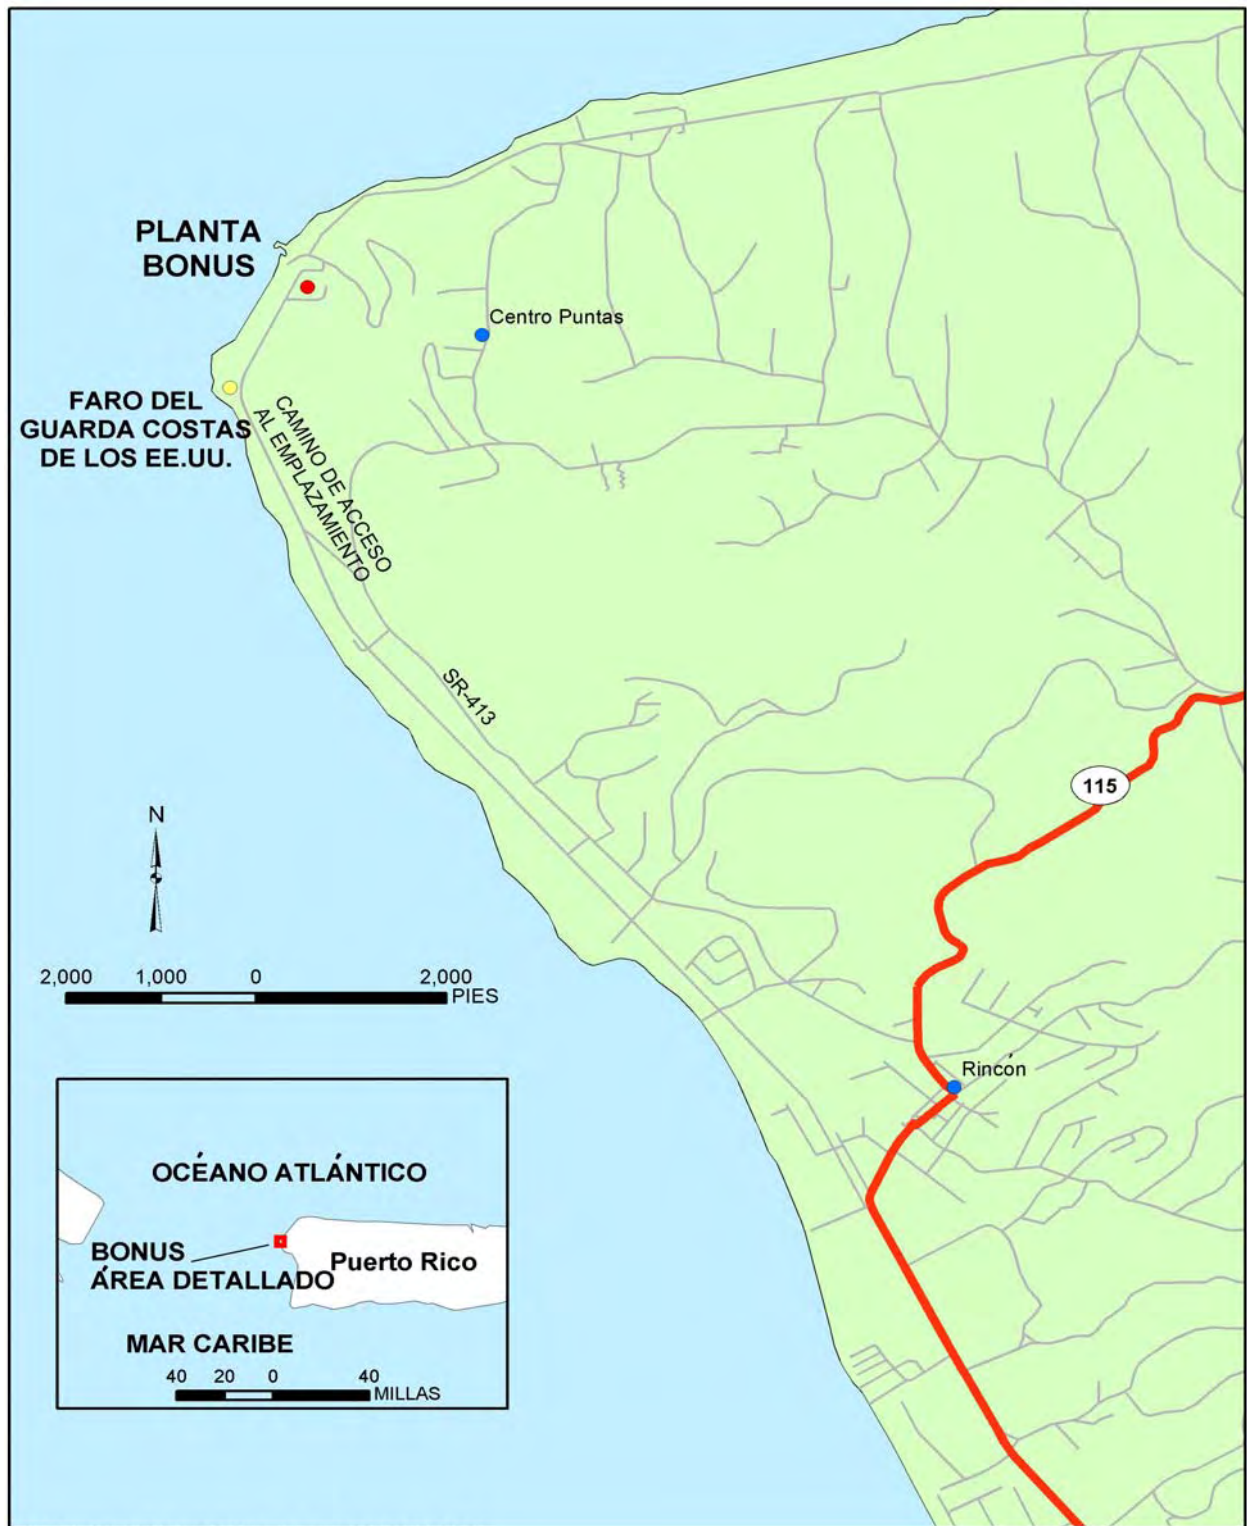 PLANTA
BONUS
Centro Puntas
FARO DEL
GUARDA COSTAS
DE LOS EE.UU.
CAMINO DE ACCESO
AL EMPLAZAMIENTO
SR-413
115
N
2,000 1,000 0 2,000
PIES
Rincón
OCÉANO ATLÁNTICO
BONUS
ÁREA DETALLADO
Puerto Rico
MAR CARIBE
40 20 0 40
MILLAS